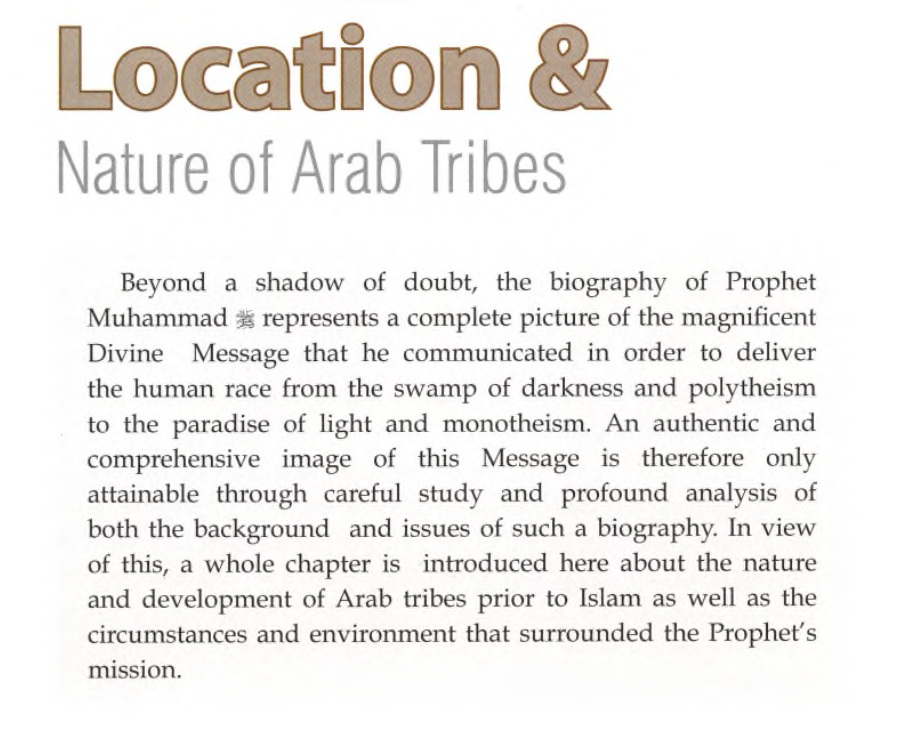 Location &
Nature of Arab Tribes
Beyond a shadow of doubt, the biography of Prophet
Muhammad ﷺ represents a complete picture of the magnificent
Divine Message that he communicated in order to deliver
the human race from the swamp of darkness and polytheism
to the paradise of light and monotheism. An authentic and
comprehensive image of this Message is therefore only
attainable through careful study and profound analysis of
both the background and issues of such a biography. In view
of this, a whole chapter is introduced here about the nature
and development of Arab tribes prior to Islam as well as the
circumstances and environment that surrounded the Prophet's
mission.